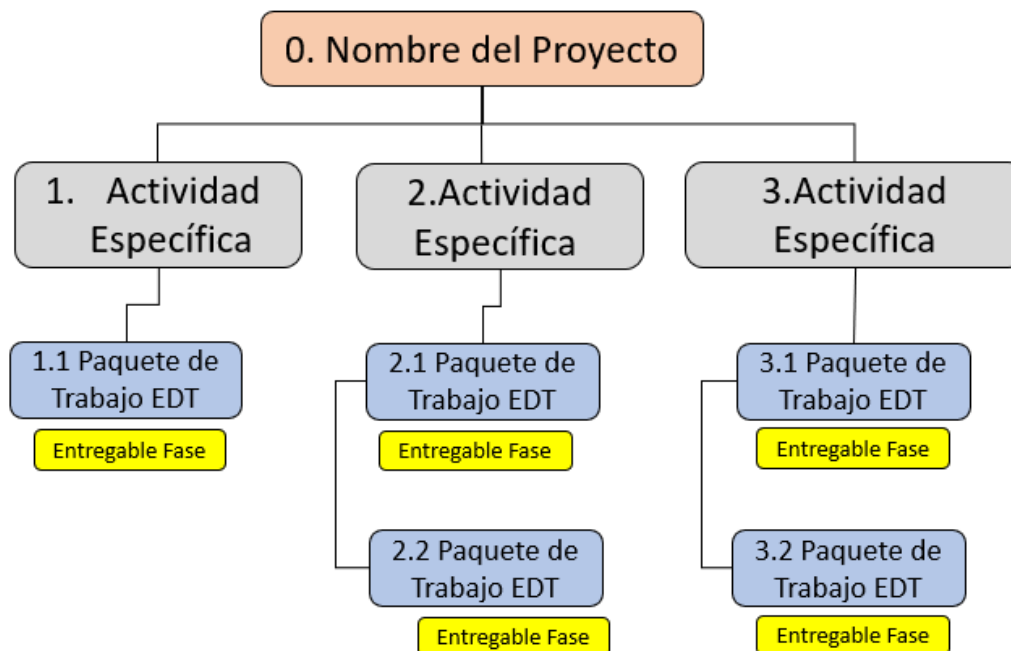 0. Nombre del Proyecto
1. Actividad
Específica
2.Actividad
Específica
3.Actividad
Específica
1.1 Paquete de
Trabajo EDT
Entregable Fase
2.1 Paquete de
Trabajo EDT
Entregable Fase
3.1 Paquete de
Trabajo EDT
Entregable Fase
2.2 Paquete de
Trabajo EDT
Entregable Fase
3.2 Paquete de
Trabajo EDT
Entregable Fase